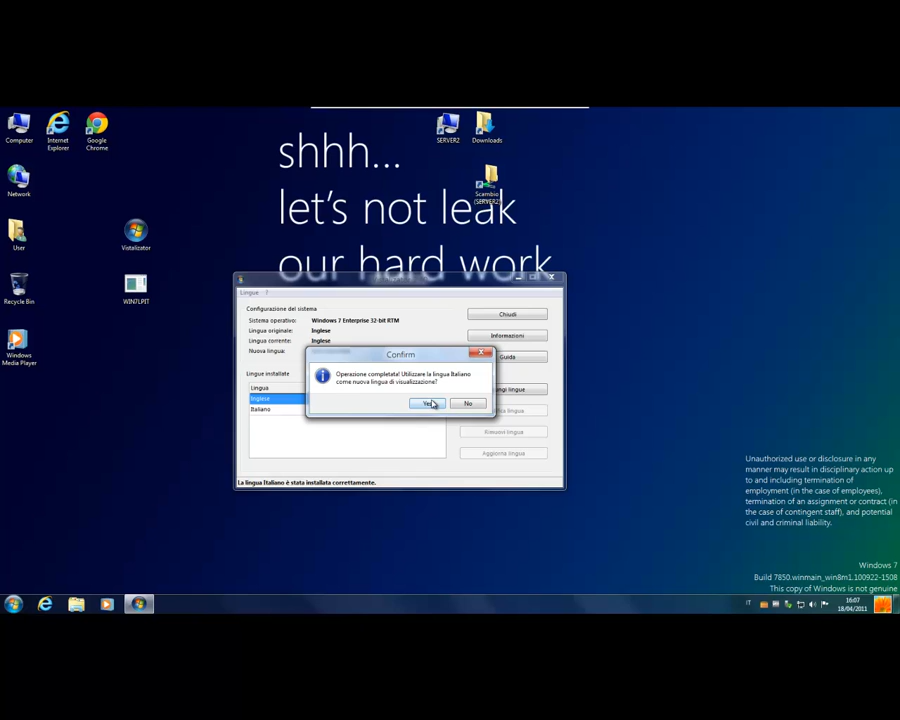 Computer
Internet
Explorer
Google
Chrome
SERVER2
Downloads
shhh...
let's not leak
our hard work
Network
Scambio
(SERVER2)
User
Vistalizator
Recycle Bin
WIN7LPIT
Windows
Media Player
Lingue ?
Configurazione del sistema
Sistema operativo: Windows 7 Enterprise 32-bit RTM
Lingua originale: Inglese
Lingua corrente: Inglese
Nuova lingua:
Chiudi
Informazioni
Guida
Confirm
Operazione completata! Utilizzare la lingua Italiano
come nuova lingua di visualizzazione?
Yes
No
Lingue installate
Lingua
Inglese
Italiano
ngi lingue
lingua
Rimuovi lingua
Aggiorna lingua
La lingua Italiano è stata installata correttamente.
Unauthorized use or disclosure in any
manner may result in disciplinary action up
to and including termination of
employment (in the case of employees),
termination of an assignment or contract (in
the case of contingent staff), and potential
civil and criminal liability.
Windows 7
Build 7850.winmain_win8m1.100922-1508
This copy of Windows is not genuine
IT
16:07
18/04/2011